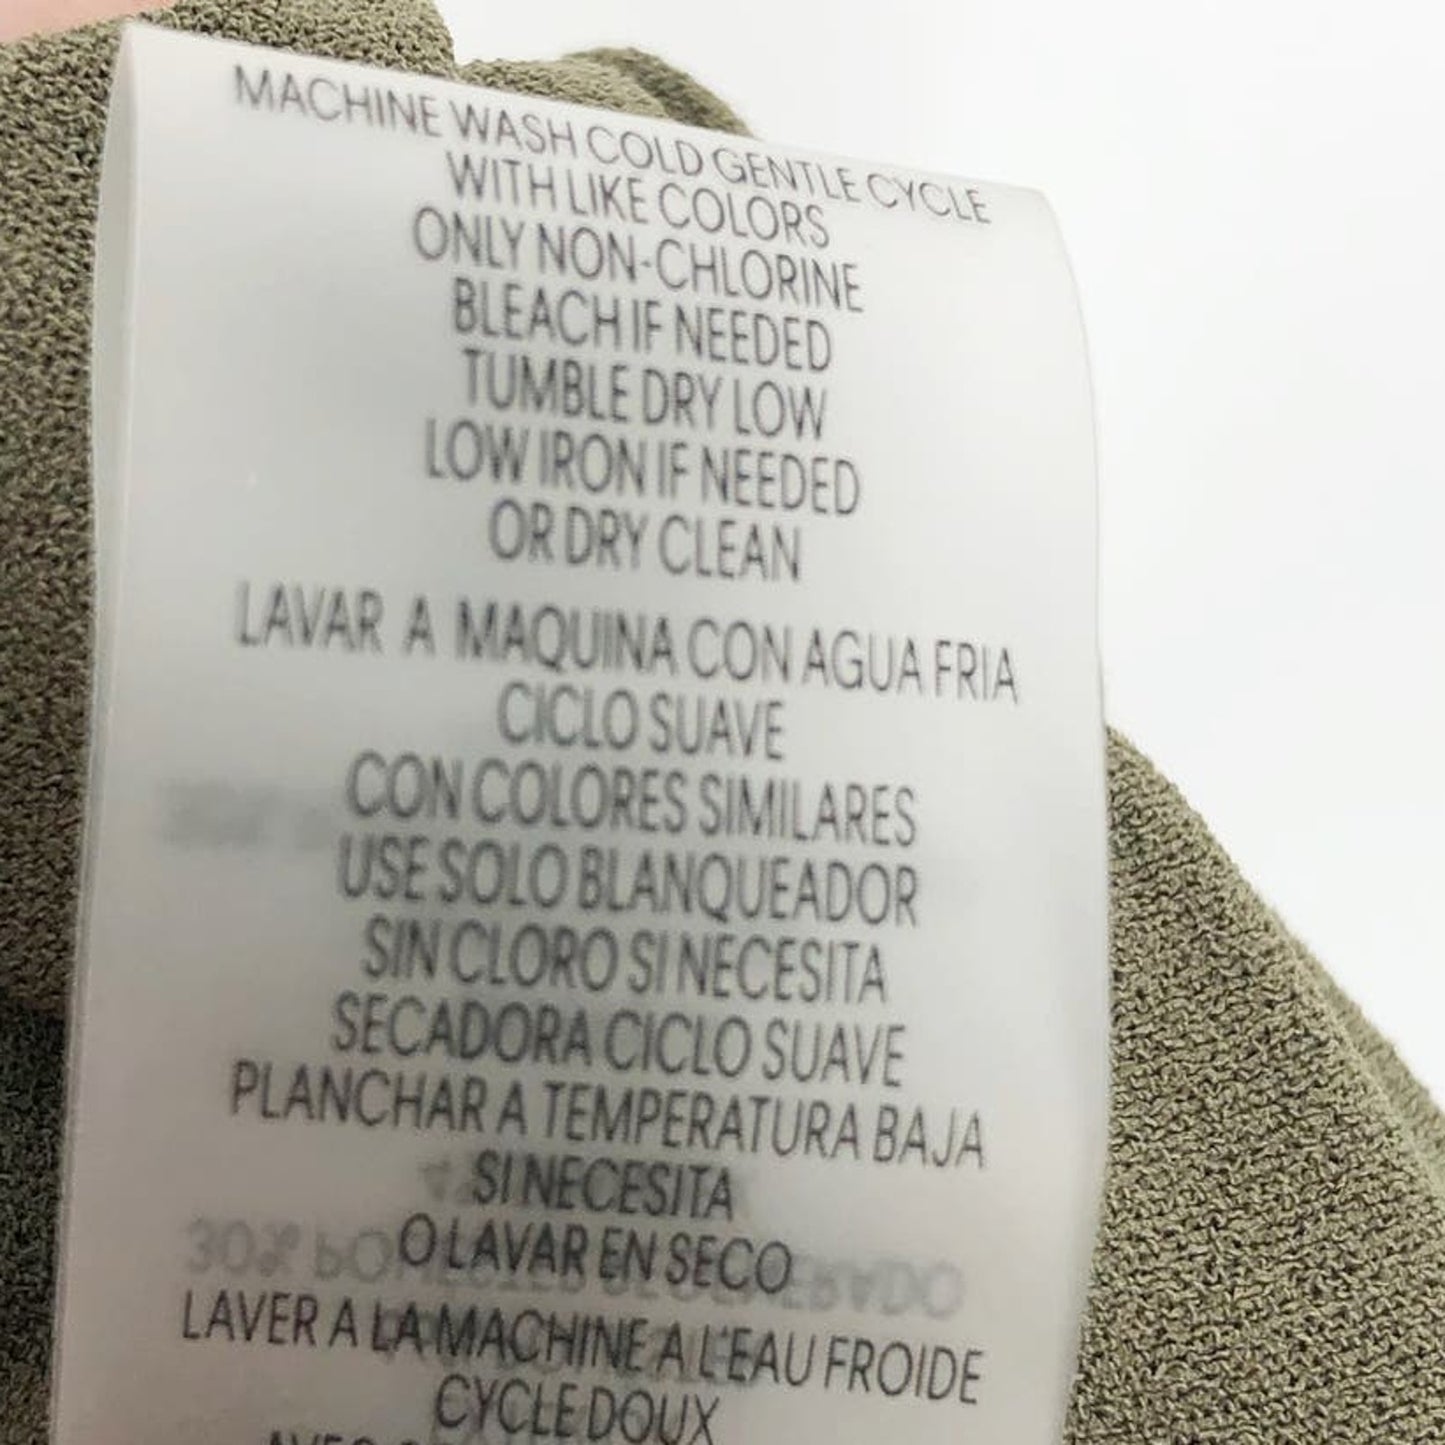 MACHINE WASH COLD GENTLE CYCLE
WITH LIKE COLORS
ONLY NON-CHLORINE
BLEACH IF NEEDED
TUMBLE DRY LOW
LOW IRON IF NEEDED
OR DRY CLEAN
LAVAR A MAQUINA CON AGUA FRIA
CICLO SUAVE
CON COLORES SIMILARES
USE SOLO BLANQUEADOR
SIN CLORO SI NECESITA
SECADORA CICLO SUAVE
PLANCHAR A TEMPERATURA BAJA
SI NECESITA
O LAVAR EN SECO
LAVER A LA MACHINE A L'EAU FROIDE
CYCLE DOUX